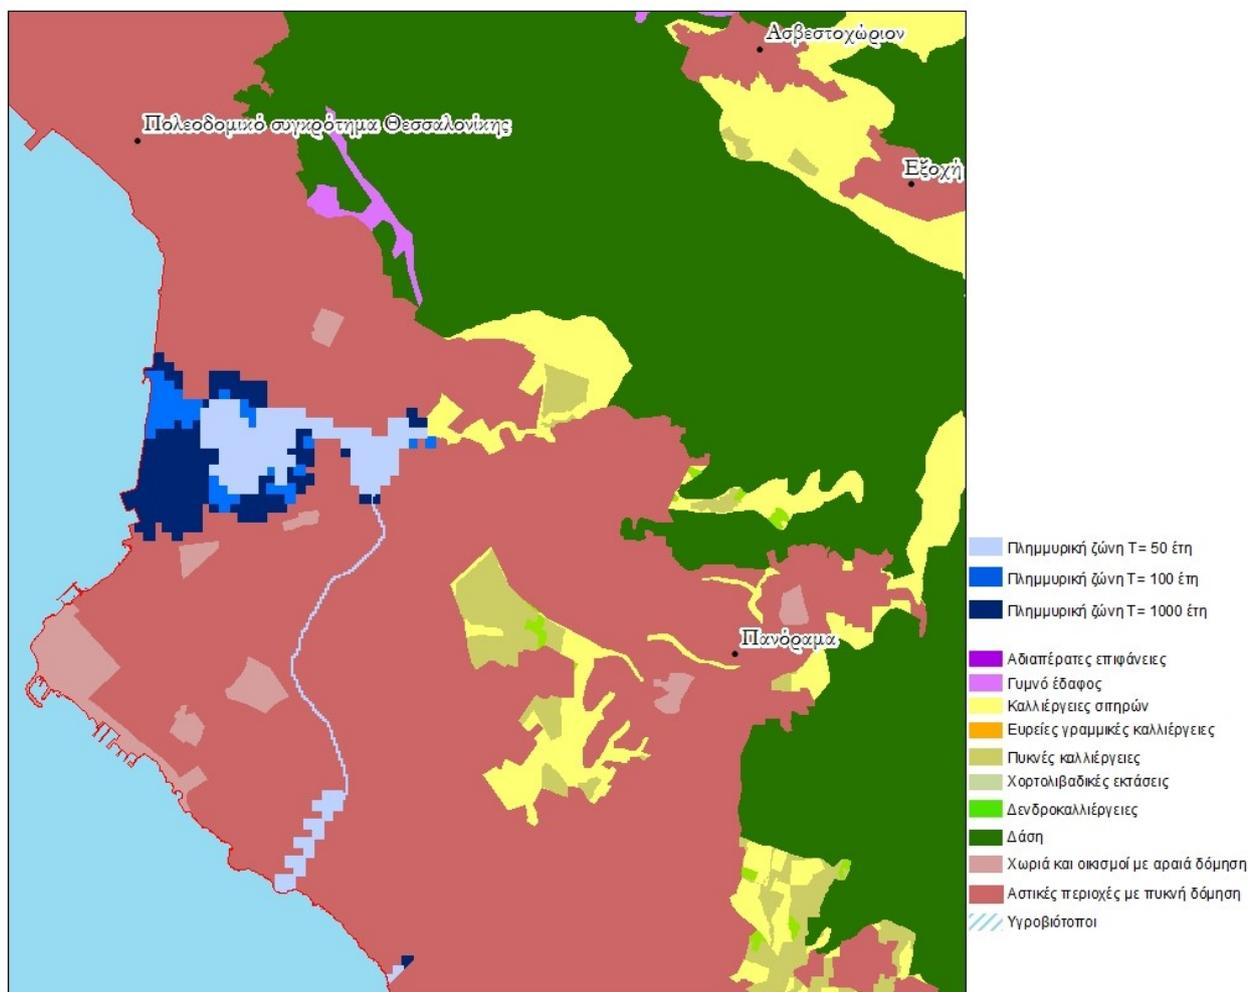 Ασβεστοχώριον
Πολεοδομικό συγκρότημα Θεσσαλονίκης
Εξοχή
Πανόραμα
Πλημμυρική ζώνη Τ= 50 έτη
Πλημμυρική ζώνη Τ= 100 έτη
Πλημμυρική ζώνη Τ= 1000 έτη
Αδιαπέρατες επιφάνειες
Γυμνό έδαφος
Καλλιέργειες σιτηρών
Ευρείες γραμμικές καλλιέργειες
Πυκνές καλλιέργειες
Χορτολιβαδικές εκτάσεις
Δενδροκαλλιέργειες
Δάση
Χωριά και οικισμοί με αραιά δόμηση
Αστικές περιοχές με πυκνή δόμηση
Υγροβιότοποι